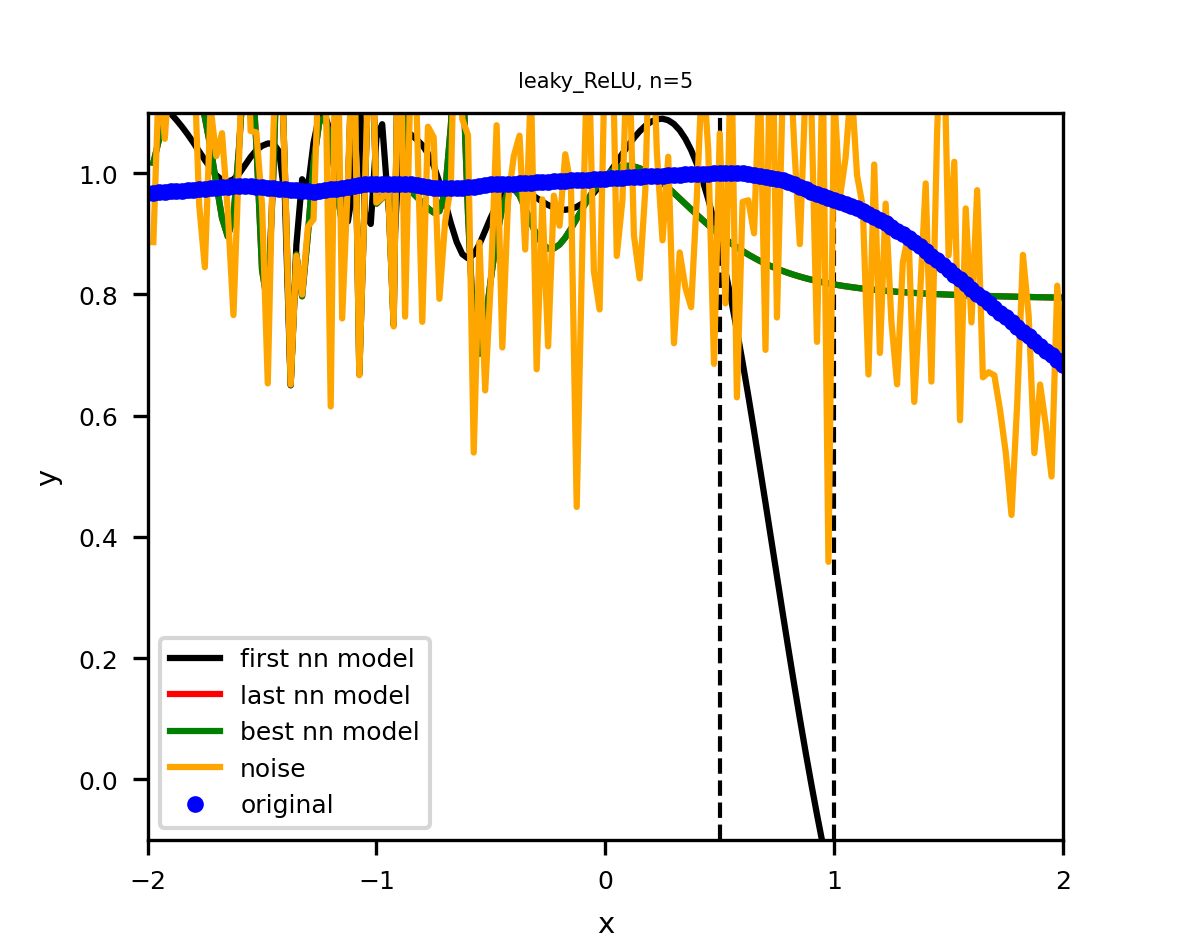 leaky_ReLU, n=5
1.0
0.8
0.6
0.4
0.2
0.0
y
first nn model
last nn model
best nn model
noise
original
−2
−1
0
1
2
x